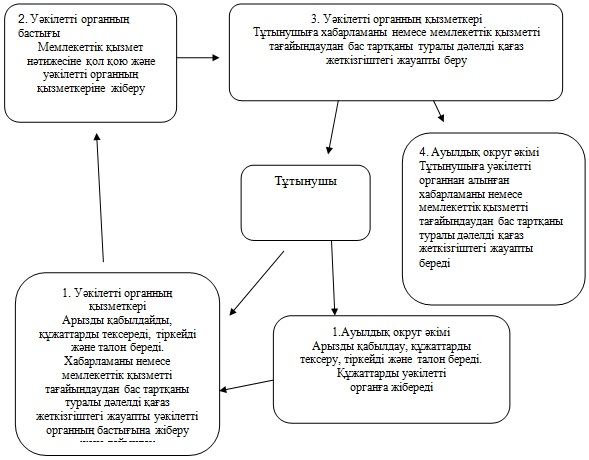 2. Уәкілетті органның
бастығы
Мемлекеттік қызмет
нәтижесіне қол қою және
уәкілетті органның
қызметкеріне жіберу
3. Уәкілетті органның қызметкері
Тұтынушыға хабарламаны немесе мемлекеттік қызметті
тағайындаудан бас тартқаны туралы дәлелді қағаз
жеткізгіштегі жауапты беру
4. Ауылдық округ әкімі
Тұтынушыға уәкілетті
органнан алынған
хабарламаны немесе
мемлекеттік қызметті
тағайындаудан бас тартқаны
туралы дәлелді қағаз
жеткізгіштегі жауапты
береді
Тұтынушы
1. Уәкілетті органның
қызметкері
Арызды қабылдайды,
құжаттарды тексереді, тіркейді
және талон береді.
Хабарламаны немесе
мемлекеттік қызметті
тағайындаудан бас тартқаны
туралы дәлелді қағаз
жеткізгіштегі жауапты уәкілетті
органның бастығына жіберу
1.Ауылдық округ әкімі
Арызды қабылдау, құжаттарды
тексеру, тіркейді және талон береді.
Құжаттарды уәкілетті
органға жібереді